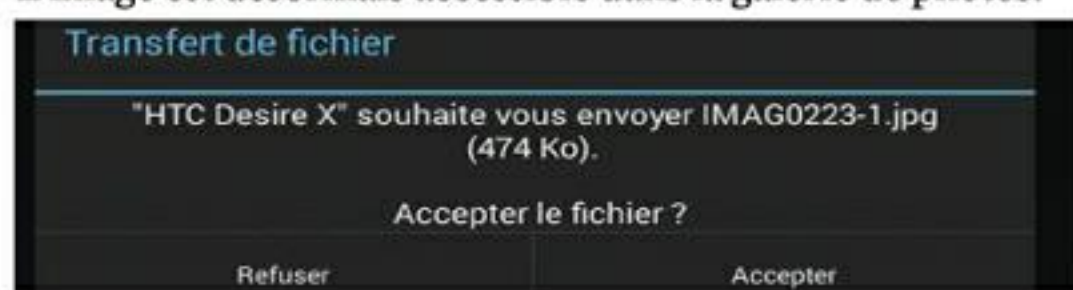 Transfert de fichier
"HTC Desire X" souhaite vous envoyer IMAG0223-1.jpg
(474 Ko).
Accepter le fichier ?
Refuser
Accepter